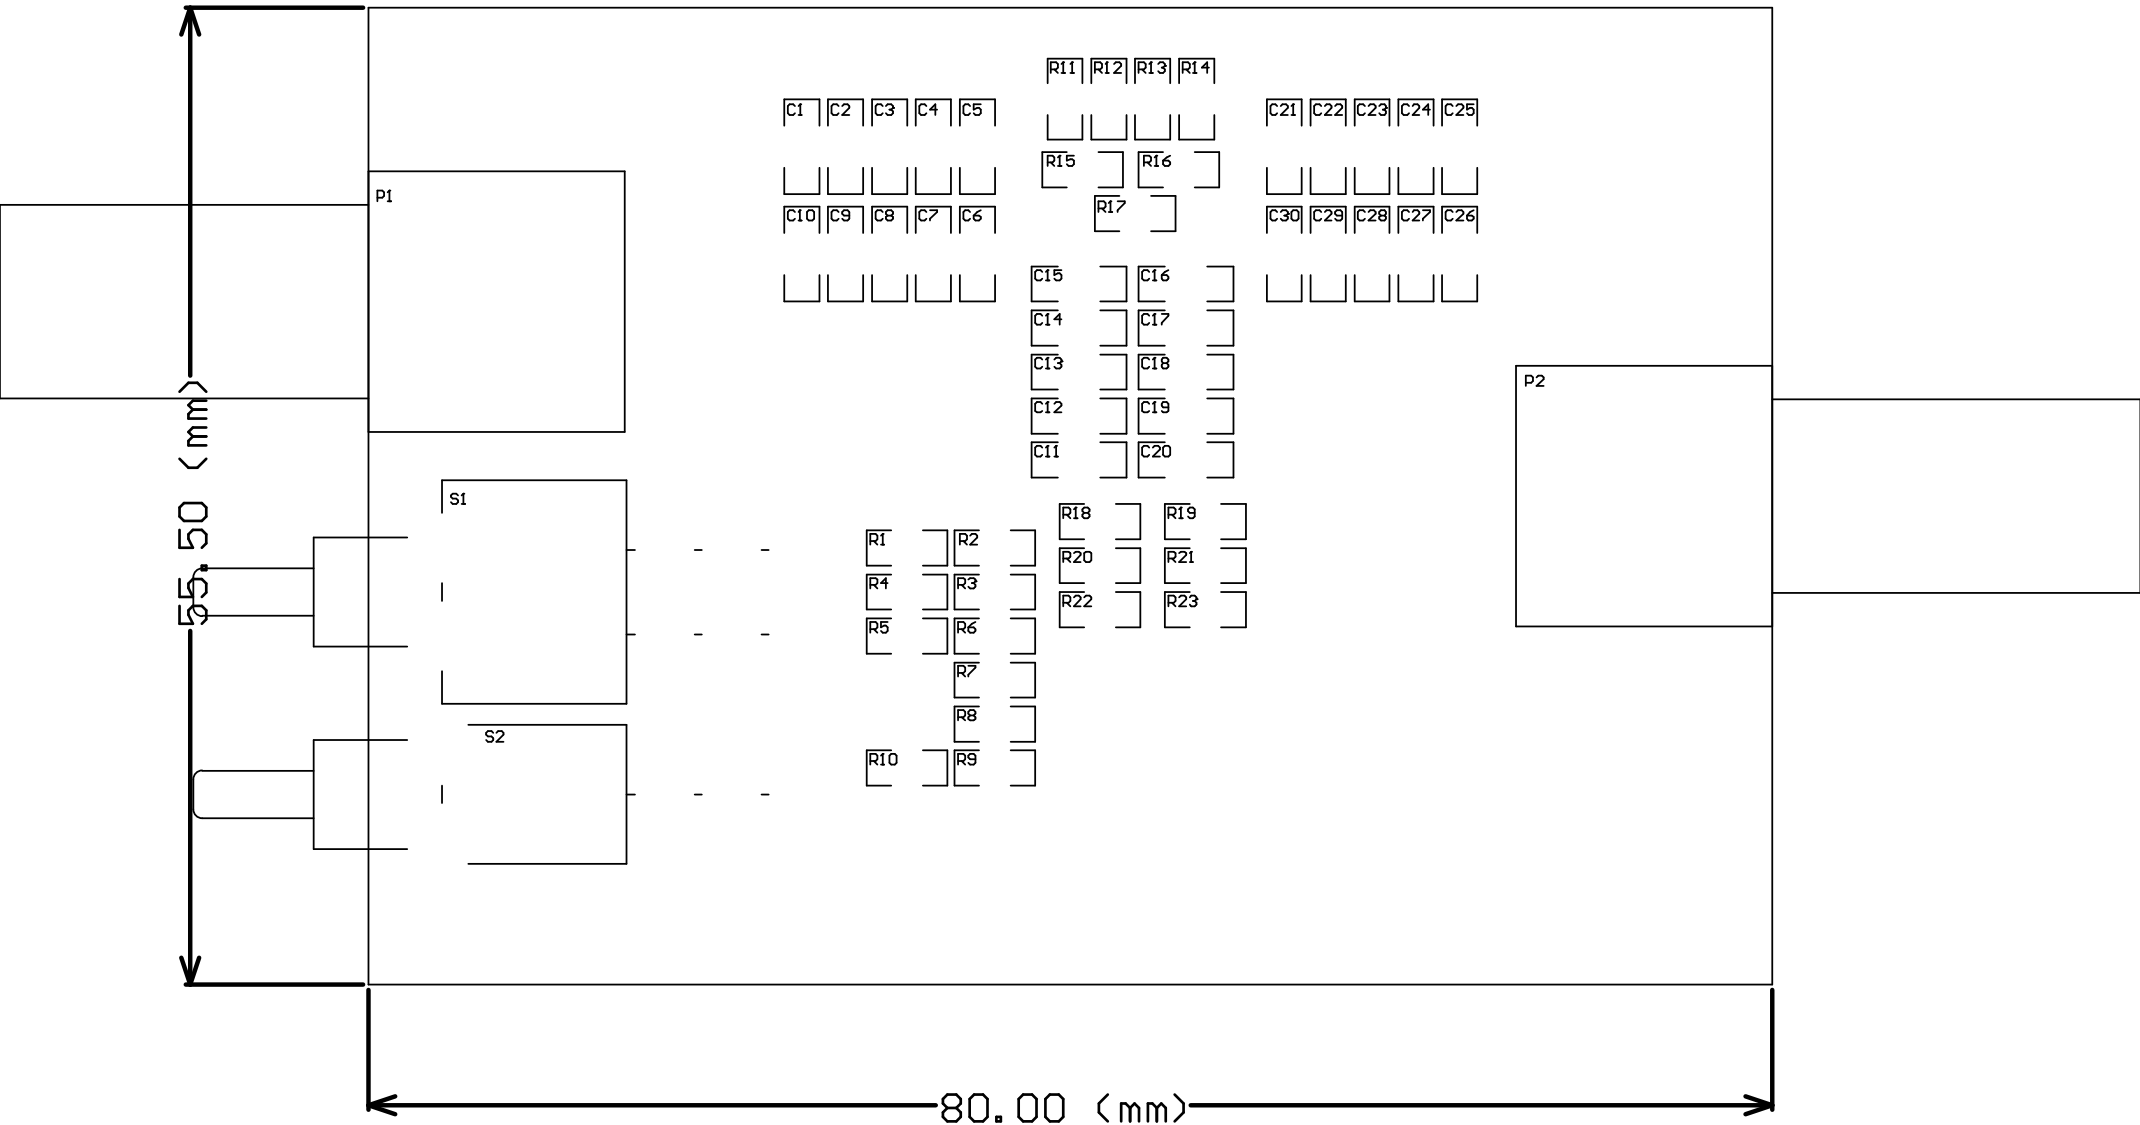 R11 R12 R13 R14
C1 C2 C3 C4 C5
C21 C22 C23 C24 C25
R15 R16
P1
R17
C10 C9 C8 C7 C6
C30 C29 C28 C27 C26
C15 C16
C14 C17
C13 C18
P2
C12 C19
C11 C20
55.50 (mm)
S1
R18 R19
R1 R2
R20 R21
R4 R3
R22 R23
R5 R6
R7
R8
S2
R10 R9
80.00 (mm)